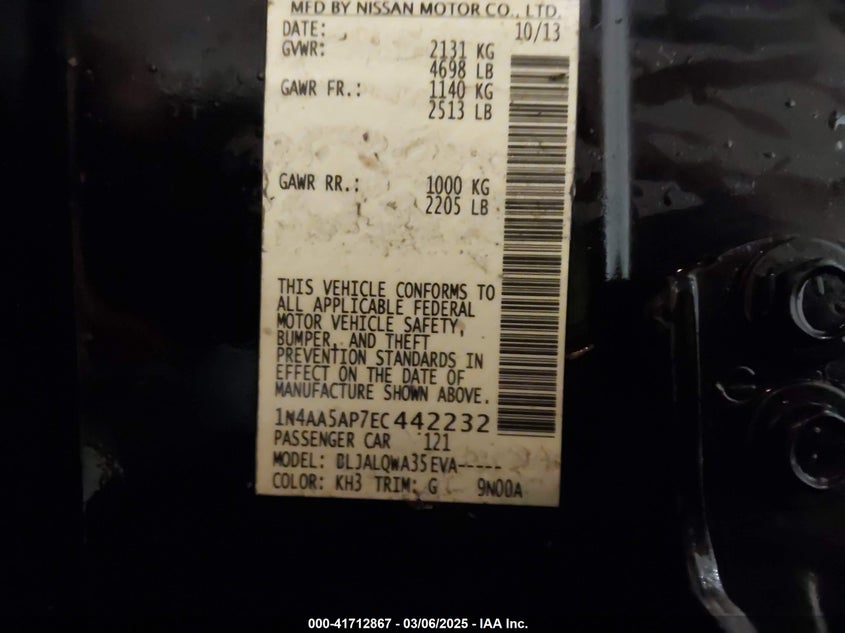 MFD BY NISSAN MOTOR CO., LTD.
DATE: 10/13
GVWR: 2131 KG
4698 LB
GAWR FR.: 1140 KG
2513 LB
GAWR RR.: 1000 KG
2205 LB
THIS VEHICLE CONFORMS TO
ALL APPLICABLE FEDERAL
MOTOR VEHICLE SAFETY,
BUMPER, AND THEFT
PREVENTION STANDARDS IN
EFFECT ON THE DATE OF
MANUFACTURE SHOWN ABOVE.
1N4AA5AP7EC442232
PASSENGER CAR 121
MODEL: BLJALQWA35EVA-----
COLOR: KH3 TRIM: G 9N00A
000-41712867 - 03/06/2025 - IAA Inc.